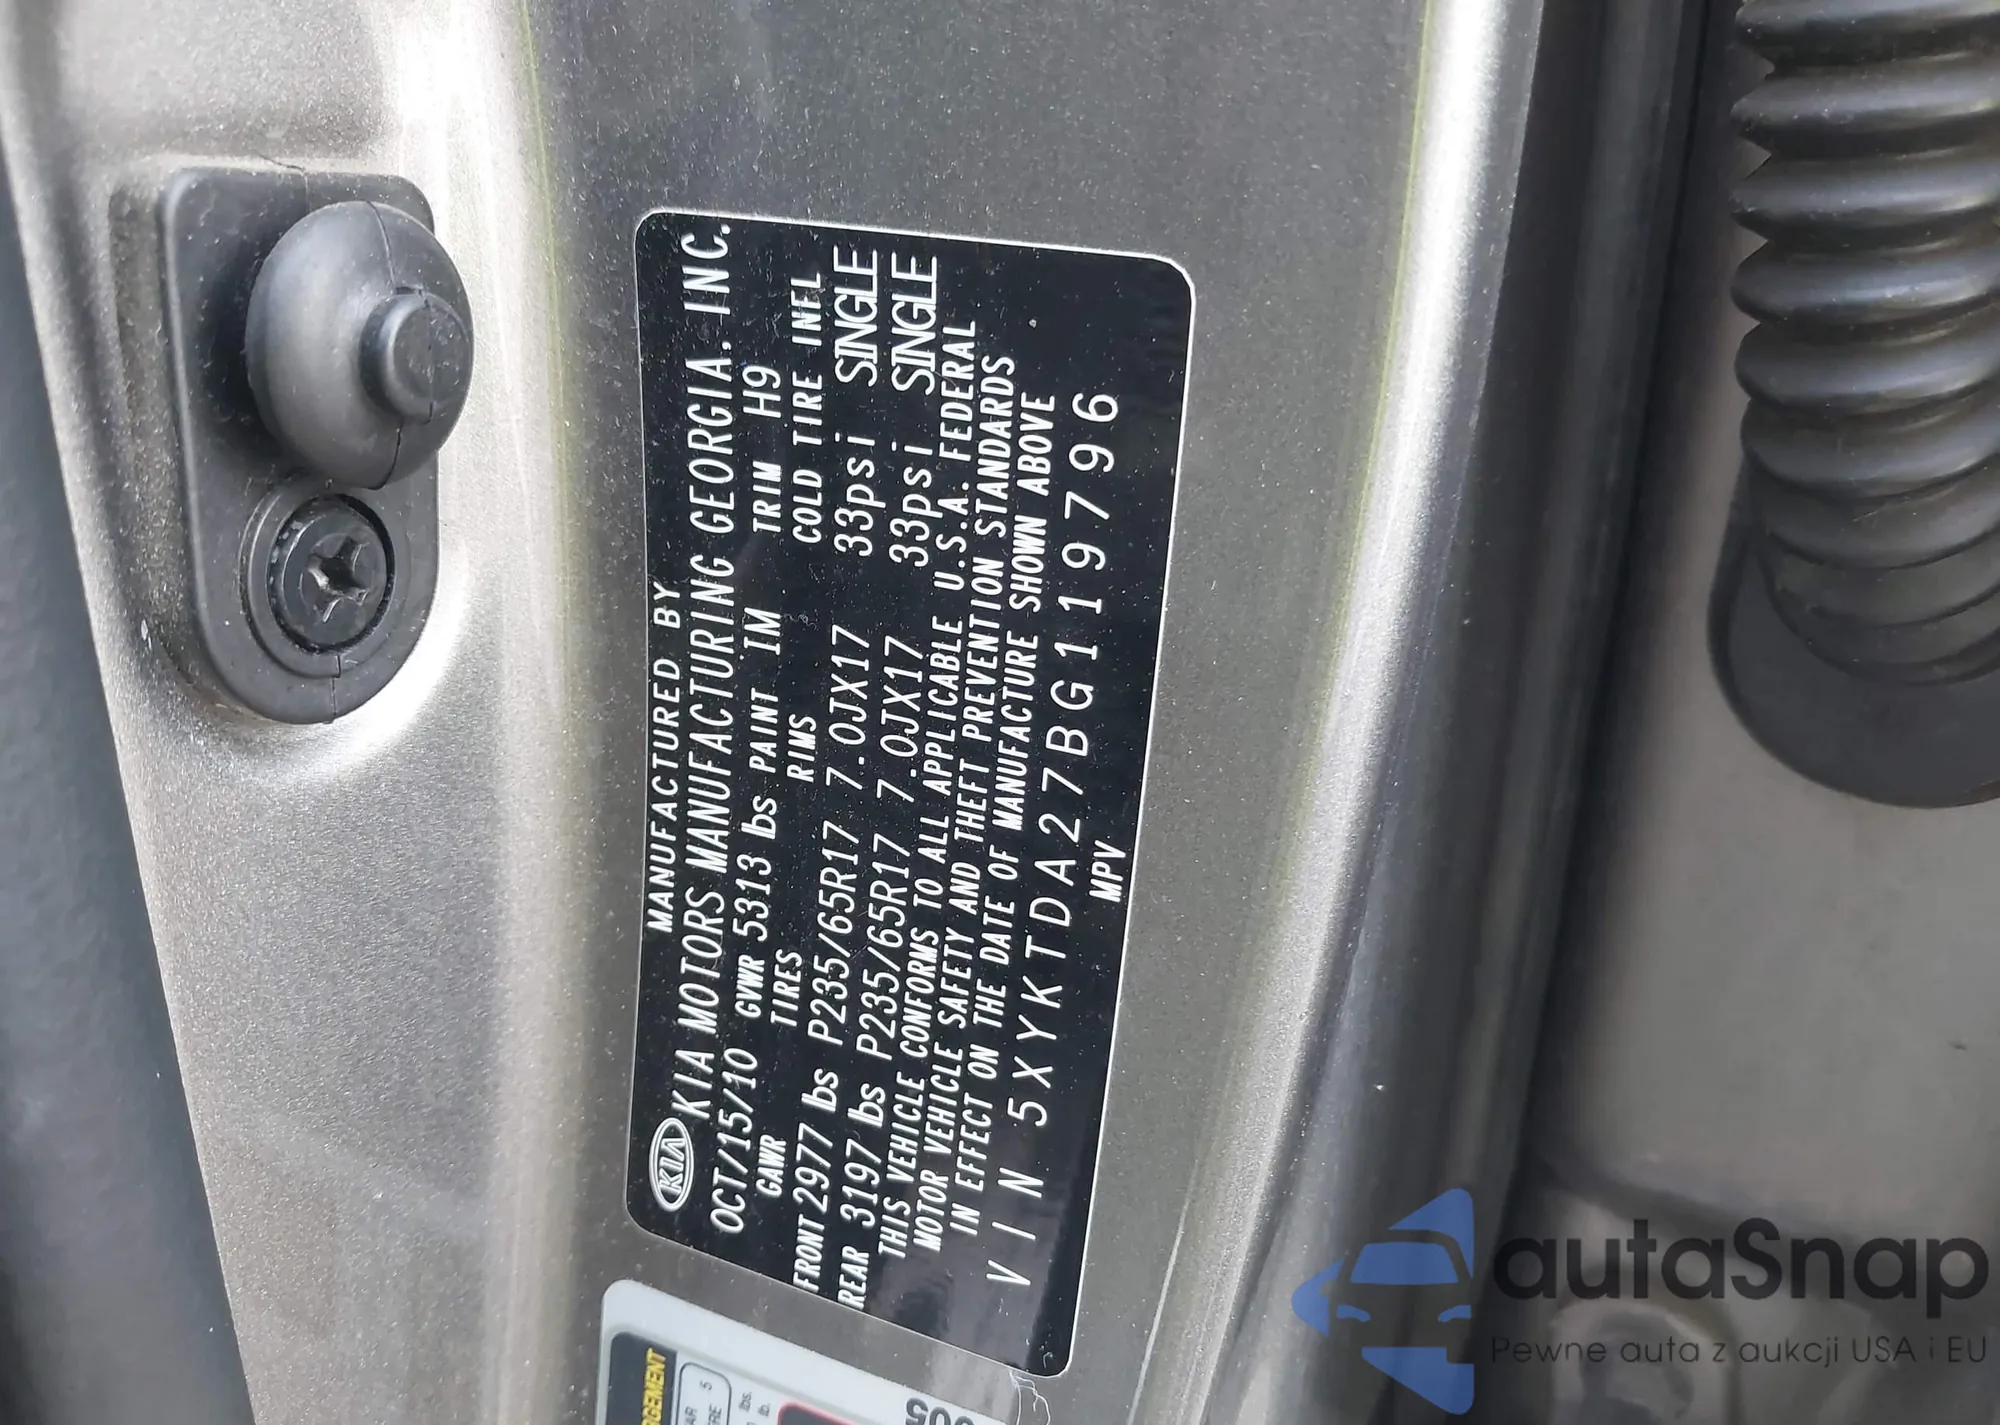 MANUFACTURED BY
KIA KIA MOTORS MANUFACTURING GEORGIA, INC.
OCT/15/10 GVWR 5313 lbs PAINT IM TRIM H9
GAWR TIRES RIMS COLD TIRE INFL
FRONT 2977 lbs P235/65R17 7.0JX17 33psi SINGLE
REAR 3197 lbs P235/65R17 7.0JX17 33psi SINGLE
THIS VEHICLE CONFORMS TO ALL APPLICABLE U.S.A. FEDERAL
MOTOR VEHICLE SAFETY AND THEFT PREVENTION STANDARDS
IN EFFECT ON THE DATE OF MANUFACTURE SHOWN ABOVE
VIN 5XYKTDA27BG119796
MPV
autaSnap
Pewne auta z aukcji USA i EU